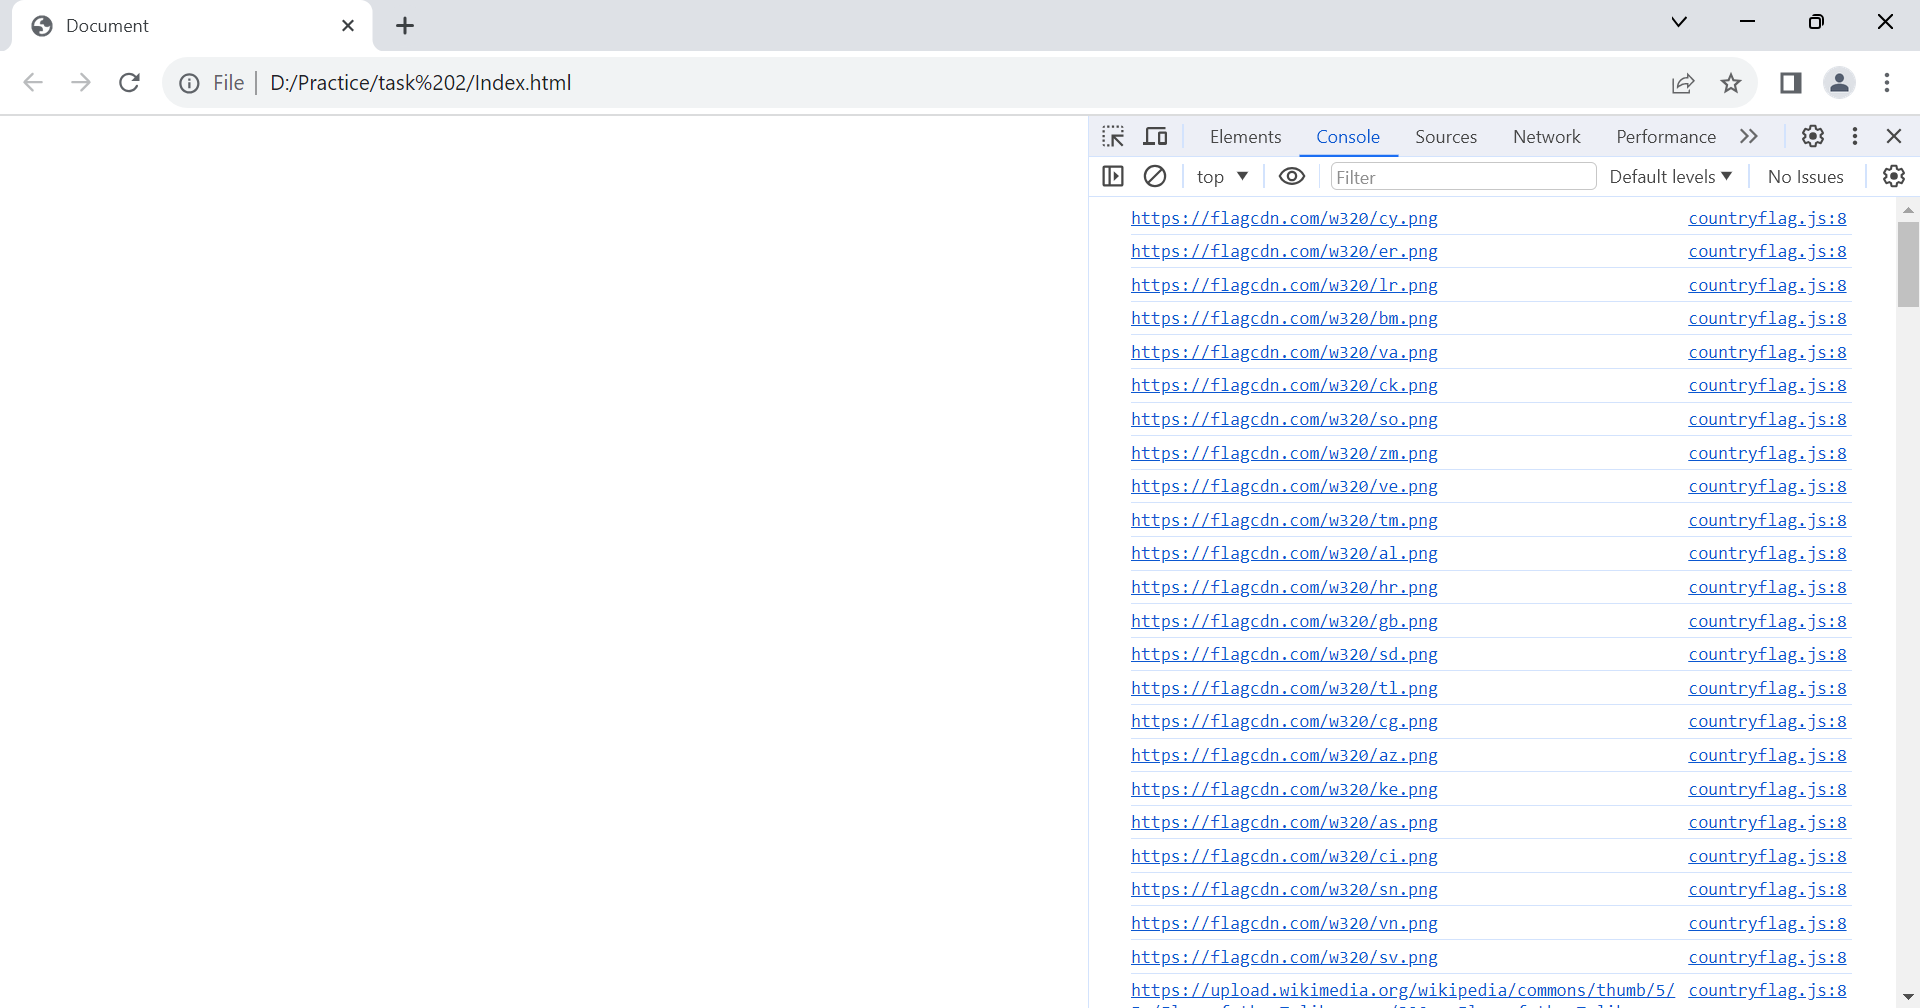 Document
File D:/Practice/task%202/Index.html
Elements Console Sources Network Performance
top Filter Default levels No Issues
https://flagcdn.com/w320/cy.png countryflag.js:8
https://flagcdn.com/w320/er.png countryflag.js:8
https://flagcdn.com/w320/lr.png countryflag.js:8
https://flagcdn.com/w320/bm.png countryflag.js:8
https://flagcdn.com/w320/va.png countryflag.js:8
https://flagcdn.com/w320/ck.png countryflag.js:8
https://flagcdn.com/w320/so.png countryflag.js:8
https://flagcdn.com/w320/zm.png countryflag.js:8
https://flagcdn.com/w320/ve.png countryflag.js:8
https://flagcdn.com/w320/tm.png countryflag.js:8
https://flagcdn.com/w320/al.png countryflag.js:8
https://flagcdn.com/w320/hr.png countryflag.js:8
https://flagcdn.com/w320/gb.png countryflag.js:8
https://flagcdn.com/w320/sd.png countryflag.js:8
https://flagcdn.com/w320/tl.png countryflag.js:8
https://flagcdn.com/w320/cg.png countryflag.js:8
https://flagcdn.com/w320/az.png countryflag.js:8
https://flagcdn.com/w320/ke.png countryflag.js:8
https://flagcdn.com/w320/as.png countryflag.js:8
https://flagcdn.com/w320/ci.png countryflag.js:8
https://flagcdn.com/w320/sn.png countryflag.js:8
https://flagcdn.com/w320/vn.png countryflag.js:8
https://flagcdn.com/w320/sv.png countryflag.js:8
https://upload.wikimedia.org/wikipedia/commons/thumb/5/ countryflag.js:8